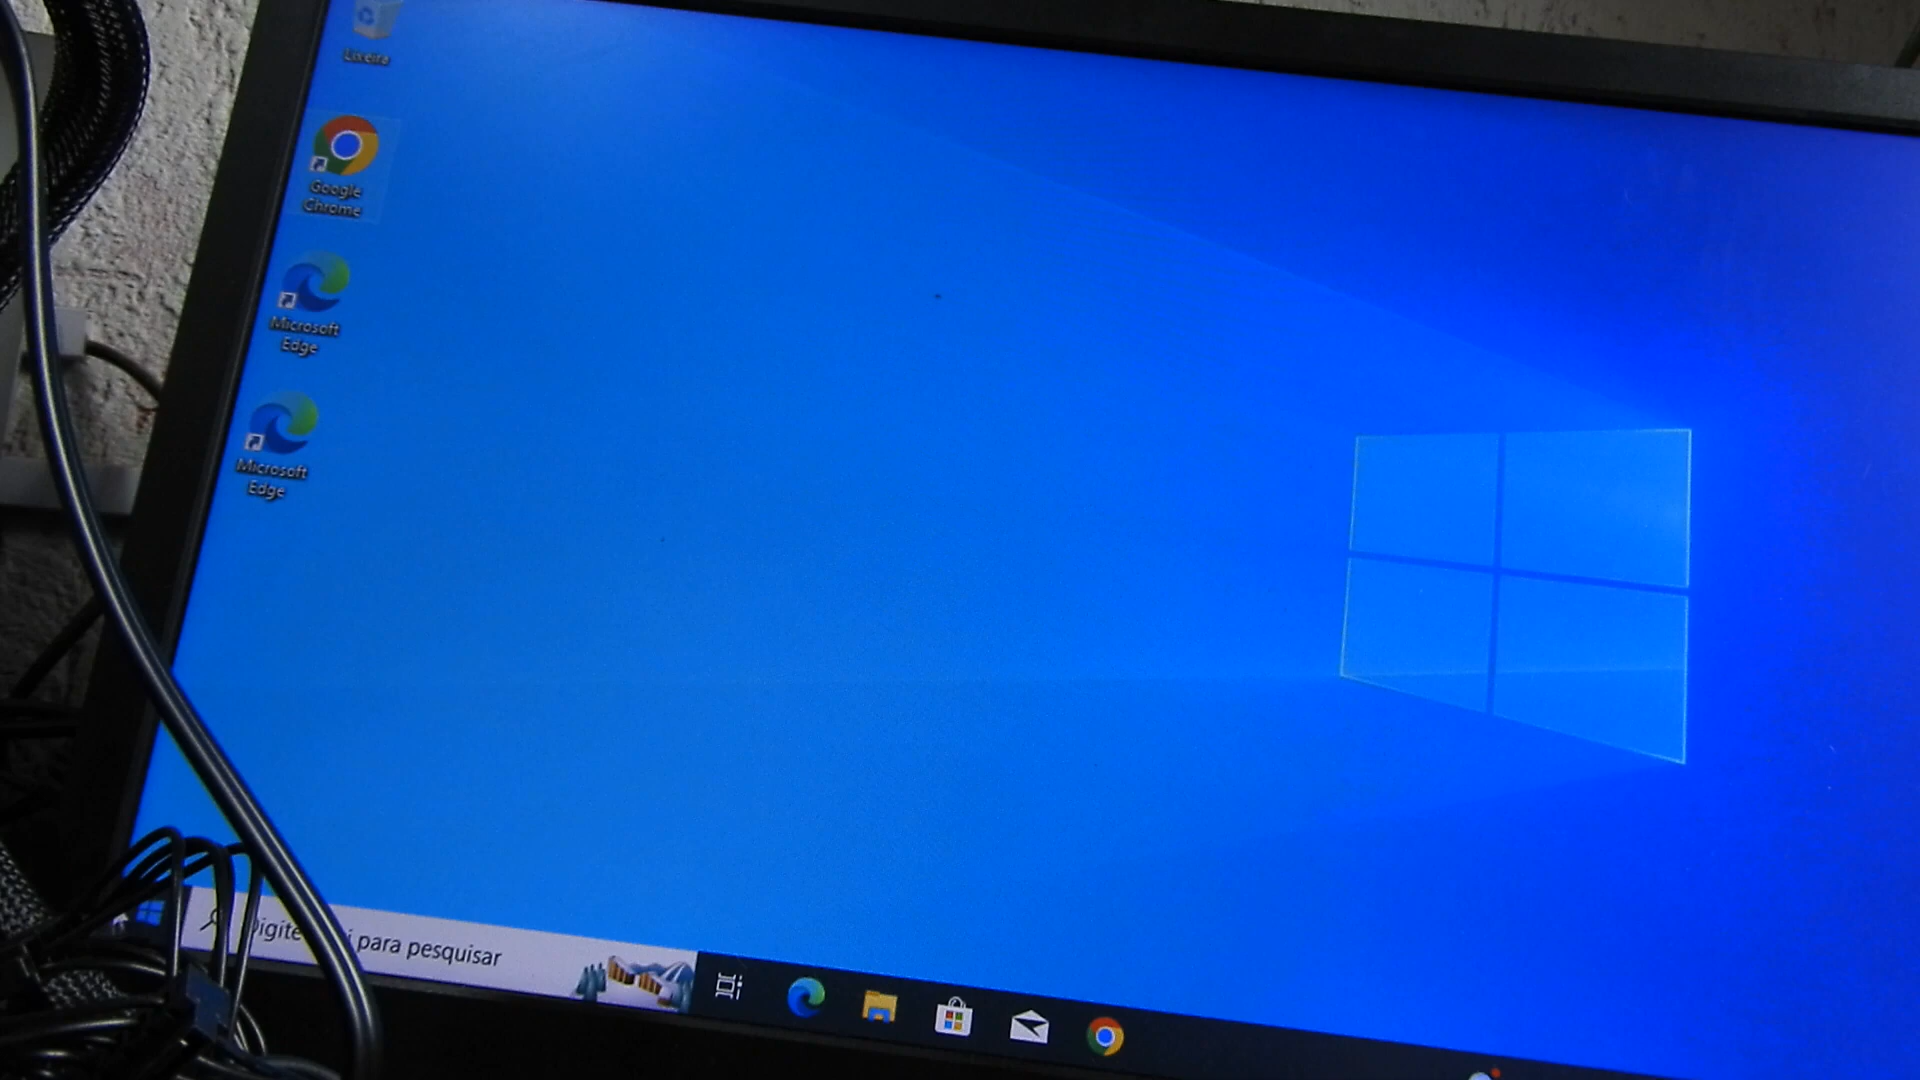 Lixeira
Google
Chrome
Microsoft
Edge
Microsoft
Edge
para pesquisar